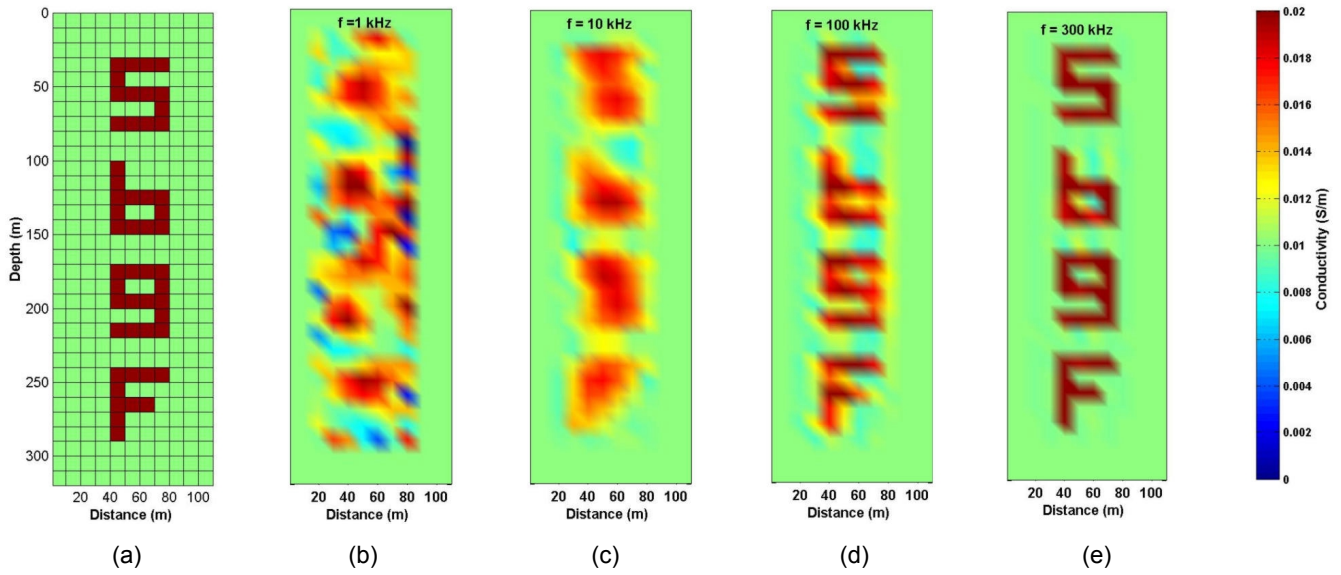 f =1 kHz
f = 10 kHz
f = 100 kHz
f = 300 kHz
0
50
100
150
200
250
300
Depth (m)
S
b
g
F
20 40 60 80 100
Distance (m)
20 40 60 80 100
Distance (m)
20 40 60 80 100
Distance (m)
20 40 60 80 100
Distance (m)
20 40 60 80 100
Distance (m)
0.02
0.018
0.016
0.014
0.012
0.01
0.008
0.006
0.004
0.002
0
Conductivity (S/m)
(a) (b) (c) (d) (e)